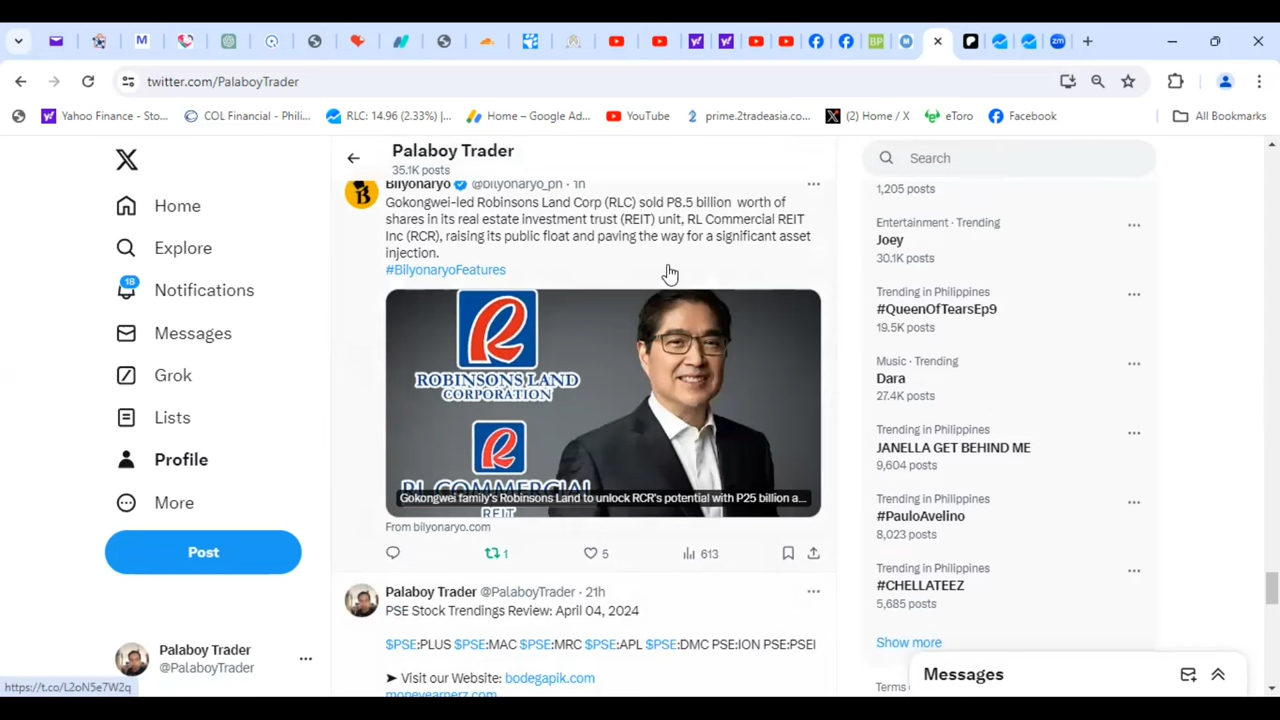 twitter.com/PalaboyTrader
Yahoo Finance - Sto...
COL Financial - Phili...
RLC: 14.96 (2.33%) |...
Home – Google Ad...
YouTube
prime.2tradeasia.co...
(2) Home / X
eToro
Facebook
All Bookmarks
Home
Explore
18
Notifications
Messages
Grok
Lists
Profile
More
Post
Palaboy Trader
@PalaboyTrader
https://t.co/L2oN5e7W2q
Palaboy Trader
35.1K posts
Bilyonaryo @bilyonaryo_ph · 1h
Gokongwei-led Robinsons Land Corp (RLC) sold P8.5 billion worth of
shares in its real estate investment trust (REIT) unit, RL Commercial REIT
Inc (RCR), raising its public float and paving the way for a significant asset
injection.
#BilyonaryoFeatures
ROBINSONS LAND
CORPORATION
RL COMMERCIAL
REIT
Gokongwei family's Robinsons Land to unlock RCR's potential with P25 billion a...
From bilyonaryo.com
1
5
613
Palaboy Trader @PalaboyTrader · 21h
PSE Stock Trendings Review: April 04, 2024
$PSE:PLUS $PSE:MAC $PSE:MRC $PSE:APL $PSE:DMC PSE:ION PSE:PSEI
➤ Visit our Website: bodegapik.com
moneyearnerz.com
Search
1,205 posts
Entertainment · Trending
Joey
30.1K posts
Trending in Philippines
#QueenOfTearsEp9
19.5K posts
Music · Trending
Dara
27.4K posts
Trending in Philippines
JANELLA GET BEHIND ME
9,604 posts
Trending in Philippines
#PauloAvelino
8,023 posts
Trending in Philippines
#CHELLATEEZ
5,685 posts
Show more
Terms
Messages